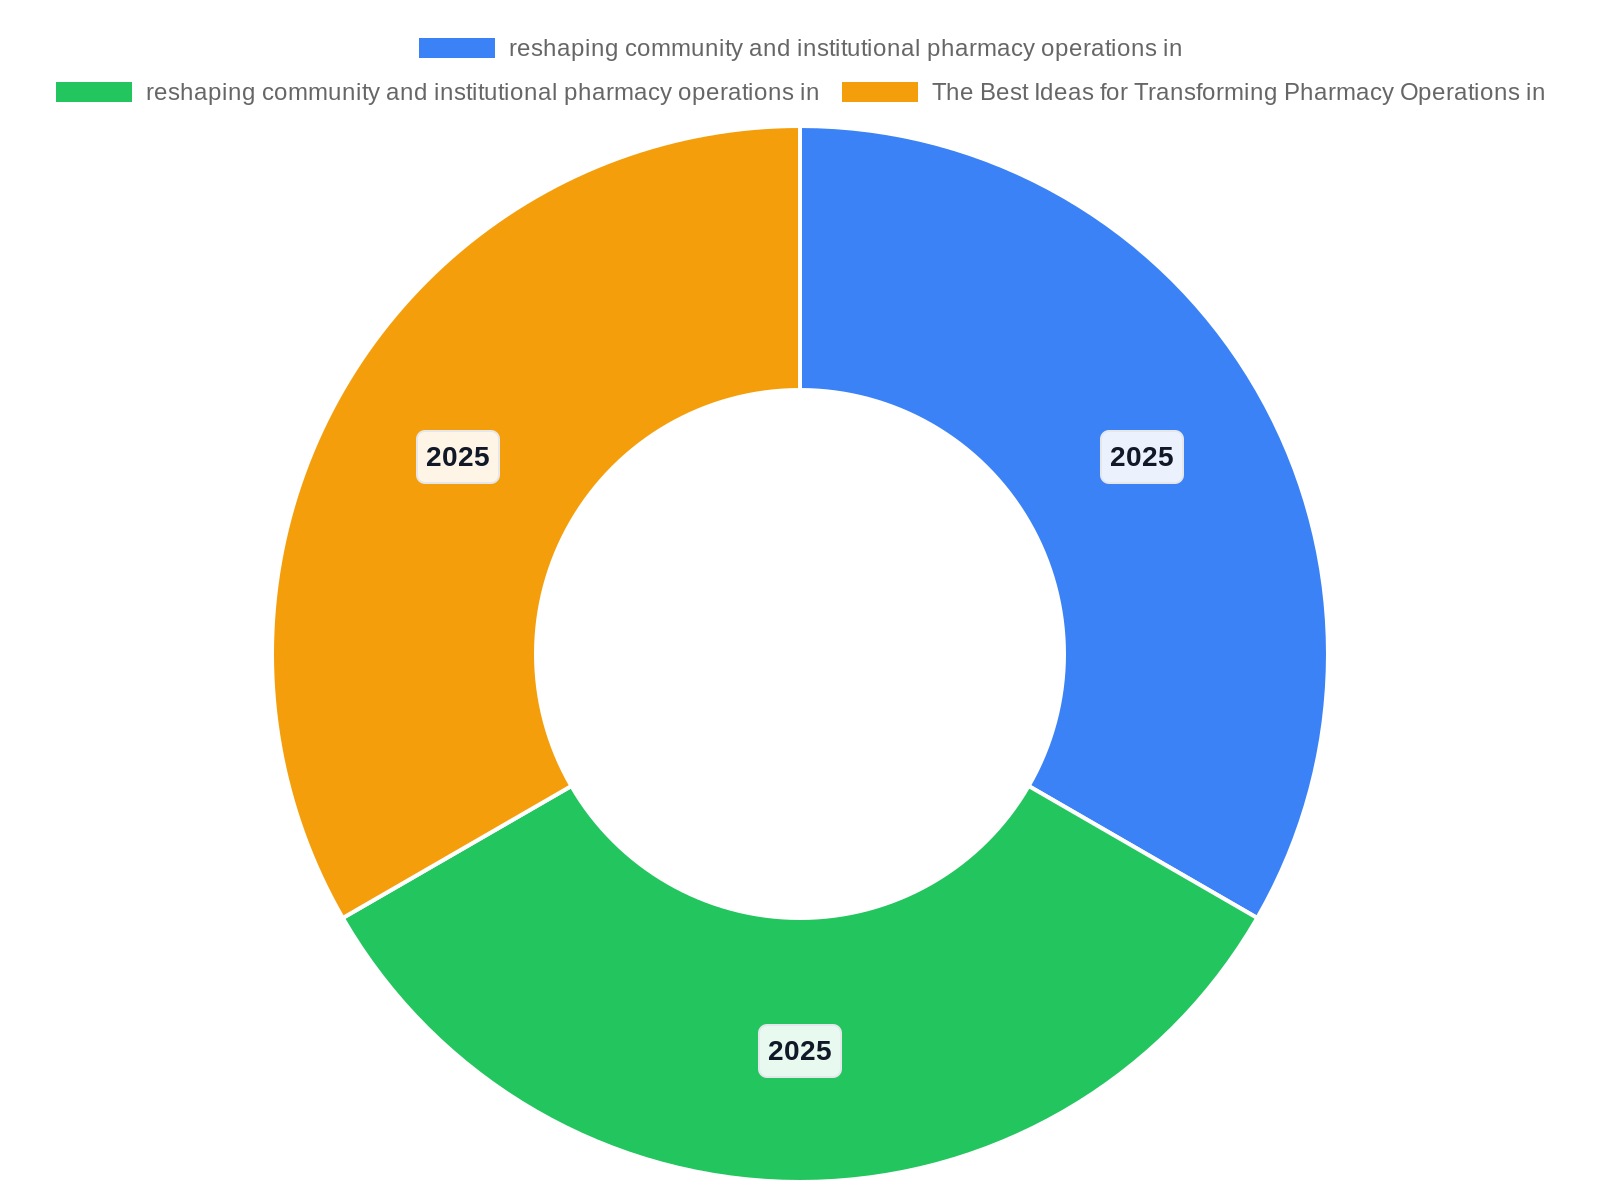 reshaping community and institutional pharmacy operations in
reshaping community and institutional pharmacy operations in
The Best Ideas for Transforming Pharmacy Operations in
2025
2025
2025